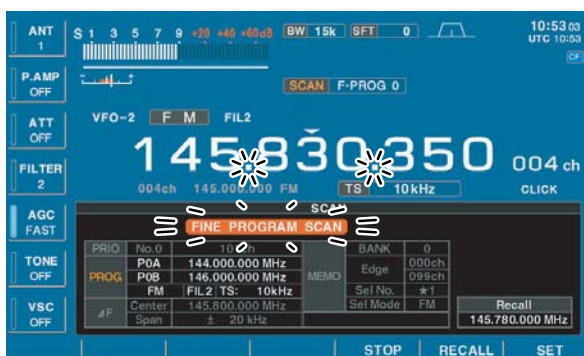 ANT
1
S 1 3 5 7 9 +20 +40 +60dB
BW 15k SFT 0
10:53 03
UTC 10:53
CF
P.AMP
OFF
SCAN F-PROG 0
ATT
OFF
VFO-2 FM FIL2
145.830.350 004 ch
FILTER
2
004ch 145.000.000 FM TS 10kHz CLICK
SCAN
AGC
FAST
FINE PROGRAM SCAN
PRIO No.0 10 ch BANK 0
PROG P0A 144.000.000 MHz MEMO Edge 000ch
P0B 146.000.000 MHz 099ch
FM FIL2 TS: 10kHz Sel No. ★1
TONE
OFF
⊿F Center 145.800.000 MHz Sel Mode FM
Span ± 20 kHz
Recall
145.780.000 MHz
VSC
OFF
STOP RECALL SET